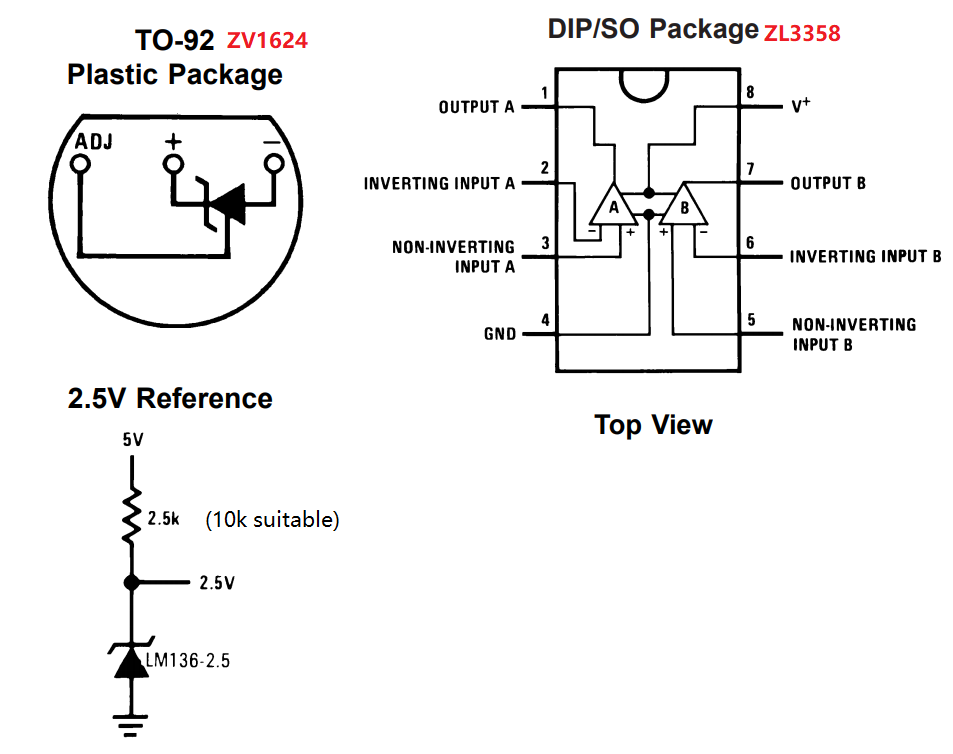 TO-92 ZV1624
Plastic Package
ADJ + −
DIP/SO Package ZL3358
1 8
OUTPUT A V+
2 7
INVERTING INPUT A OUTPUT B
A B
− + + −
3 6
NON-INVERTING
INPUT A
INVERTING INPUT B
4 5
GND
NON-INVERTING
INPUT B
Top View
2.5V Reference
5V
2.5k (10k suitable)
2.5V
LM136-2.5